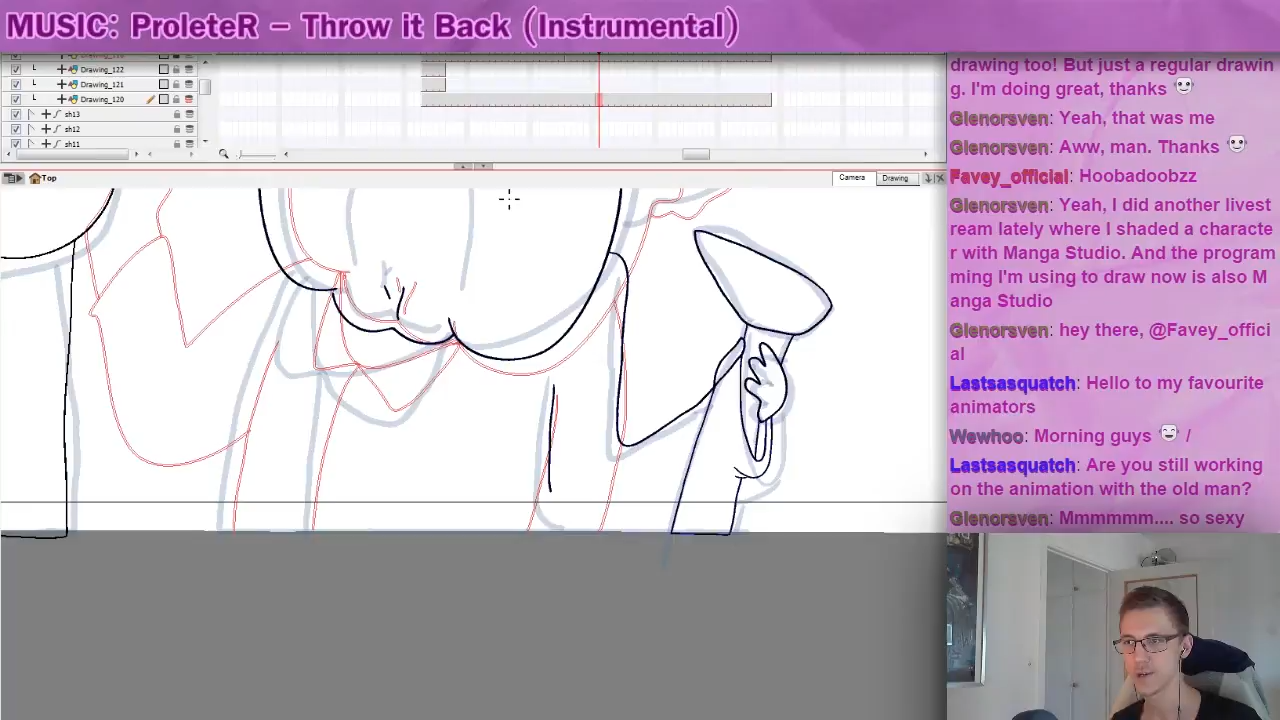 MUSIC: ProleteR – Throw it Back (Instrumental)
Drawing_122
Drawing_121
Drawing_120
sh13
sh12
sh11
Top
Camera
Drawing
drawing too! But just a regular drawin
g. I'm doing great, thanks
Glenorsven: Yeah, that was me
Glenorsven: Aww, man. Thanks
Favey_official: Hoobadoobzz
Glenorsven: Yeah, I did another livest
ream lately where I shaded a characte
r with Manga Studio. And the program
ming I'm using to draw now is also M
anga Studio
Glenorsven: hey there, @Favey_offici
al
Lastsasquatch: Hello to my favourite
animators
Wewhoo: Morning guys /
Lastsasquatch: Are you still working
on the animation with the old man?
Glenorsven: Mmmmmm.... so sexy